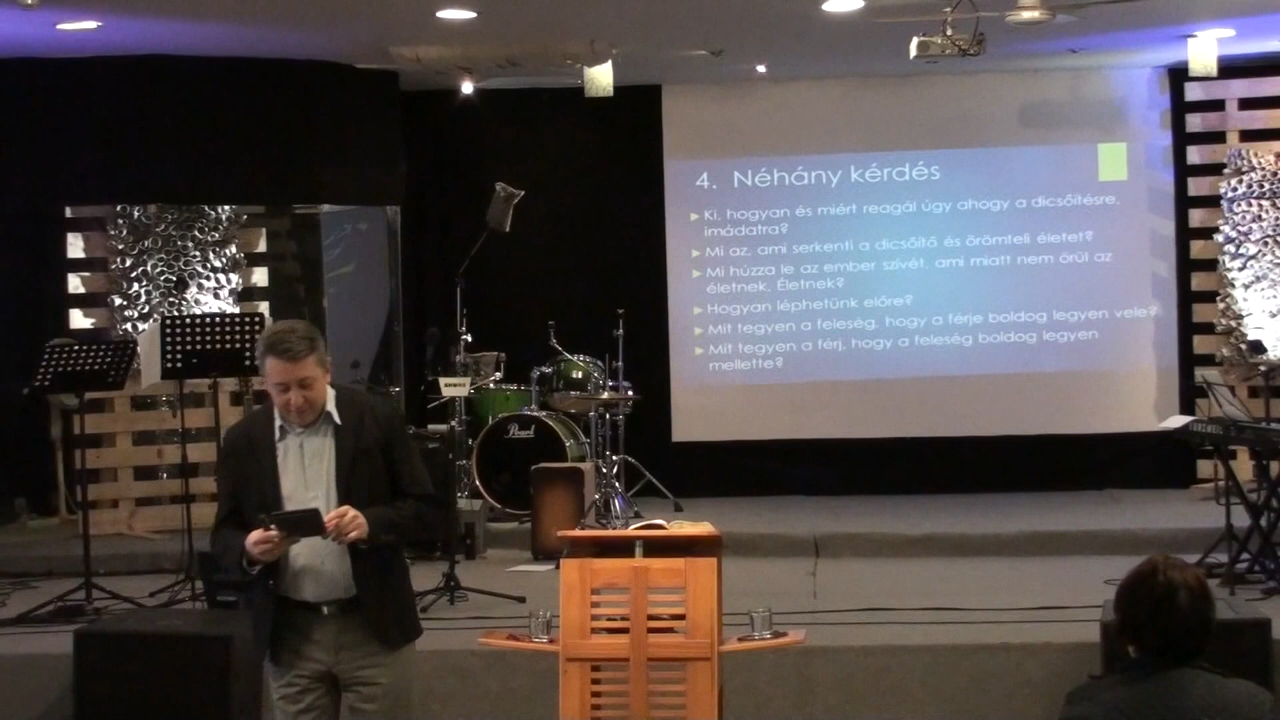 4. Néhány kérdés
Ki, hogyan és miért reagál úgy ahogy a dicsőítésre,
imádatra?
Mi az, ami serkenti a dicsőítő és örömteli életet?
Mi húzza le az ember szívét, ami miatt nem örül az
életnek, Életnek?
Hogyan léphetünk előre?
Mit tegyen a feleség, hogy a férje boldog legyen vele?
Mit tegyen a férj, hogy a feleség boldog legyen
mellette?
SHURE
Pearl
KURZWEIL